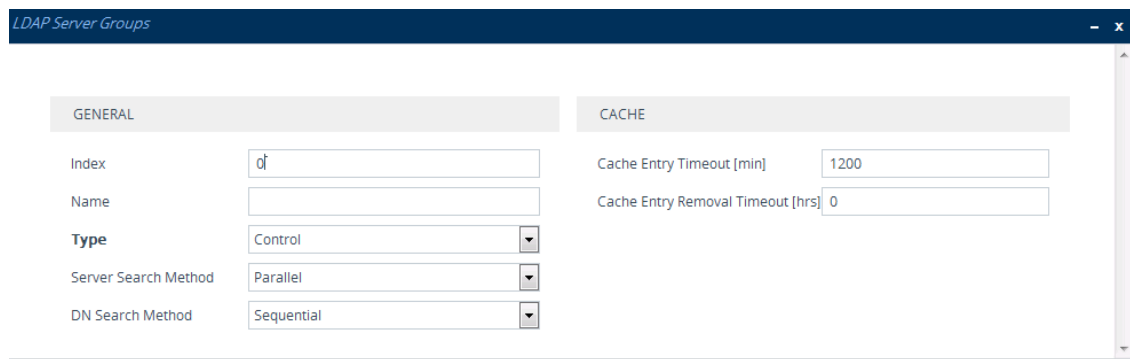 LDAP Server Groups – x
GENERAL
Index 0
Name
Type Control
Server Search Method Parallel
DN Search Method Sequential
CACHE
Cache Entry Timeout [min] 1200
Cache Entry Removal Timeout [hrs] 0